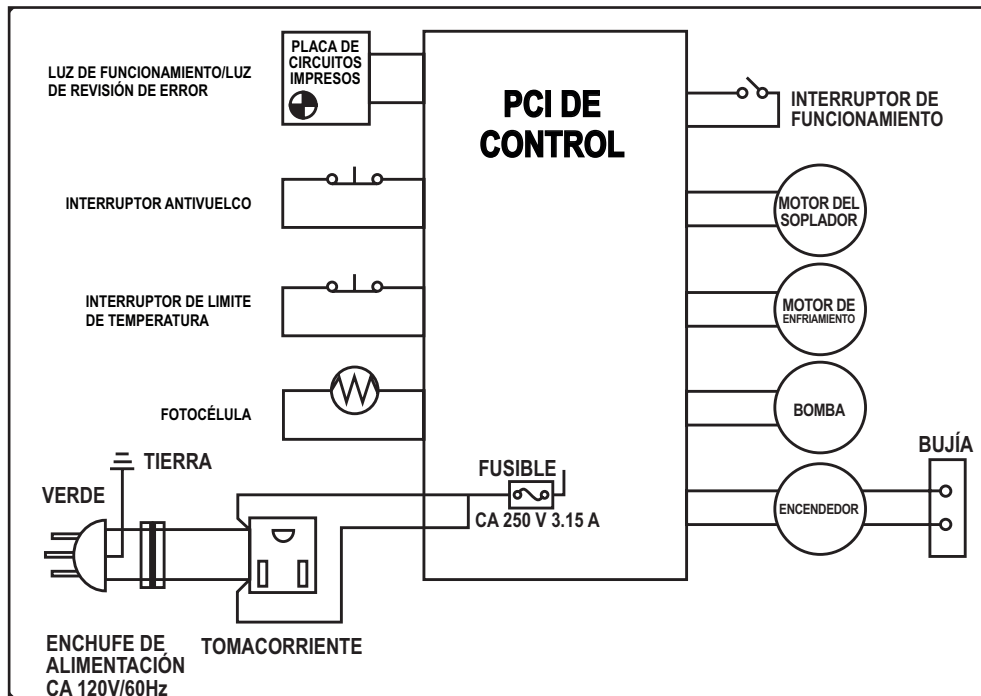 LUZ DE FUNCIONAMIENTO/LUZ
DE REVISIÓN DE ERROR
PLACA DE
CIRCUITOS
IMPRESOS
PCI DE
CONTROL
INTERRUPTOR DE
FUNCIONAMIENTO
INTERRUPTOR ANTIVUELCO
MOTOR DEL
SOPLADOR
INTERRUPTOR DE LIMITE
DE TEMPERATURA
MOTOR DE
ENFRIAMIENTO
FOTOCÉLULA
BOMBA
TIERRA
VERDE
FUSIBLE
CA 250 V 3.15 A
ENCENDEDOR
BUJÍA
ENCHUFE DE
ALIMENTACIÓN
CA 120V/60Hz
TOMACORRIENTE